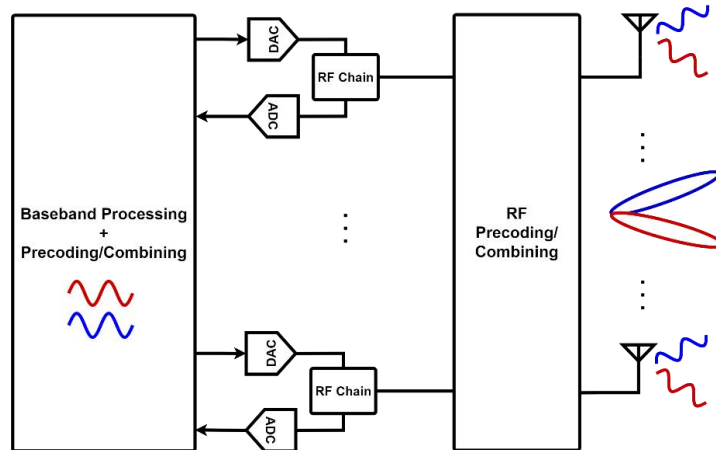 DAC
RF Chain
ADC
Baseband Processing
+
Precoding/Combining
RF
Precoding/
Combining
DAC
RF Chain
ADC